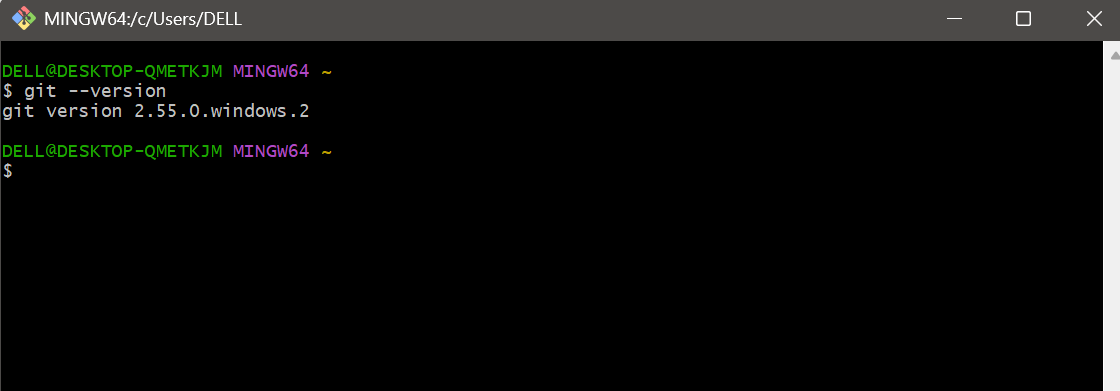 MINGW64:/c/Users/DELL
DELL@DESKTOP-QMETKJM MINGW64 ~
$ git --version
git version 2.55.0.windows.2
DELL@DESKTOP-QMETKJM MINGW64 ~
$